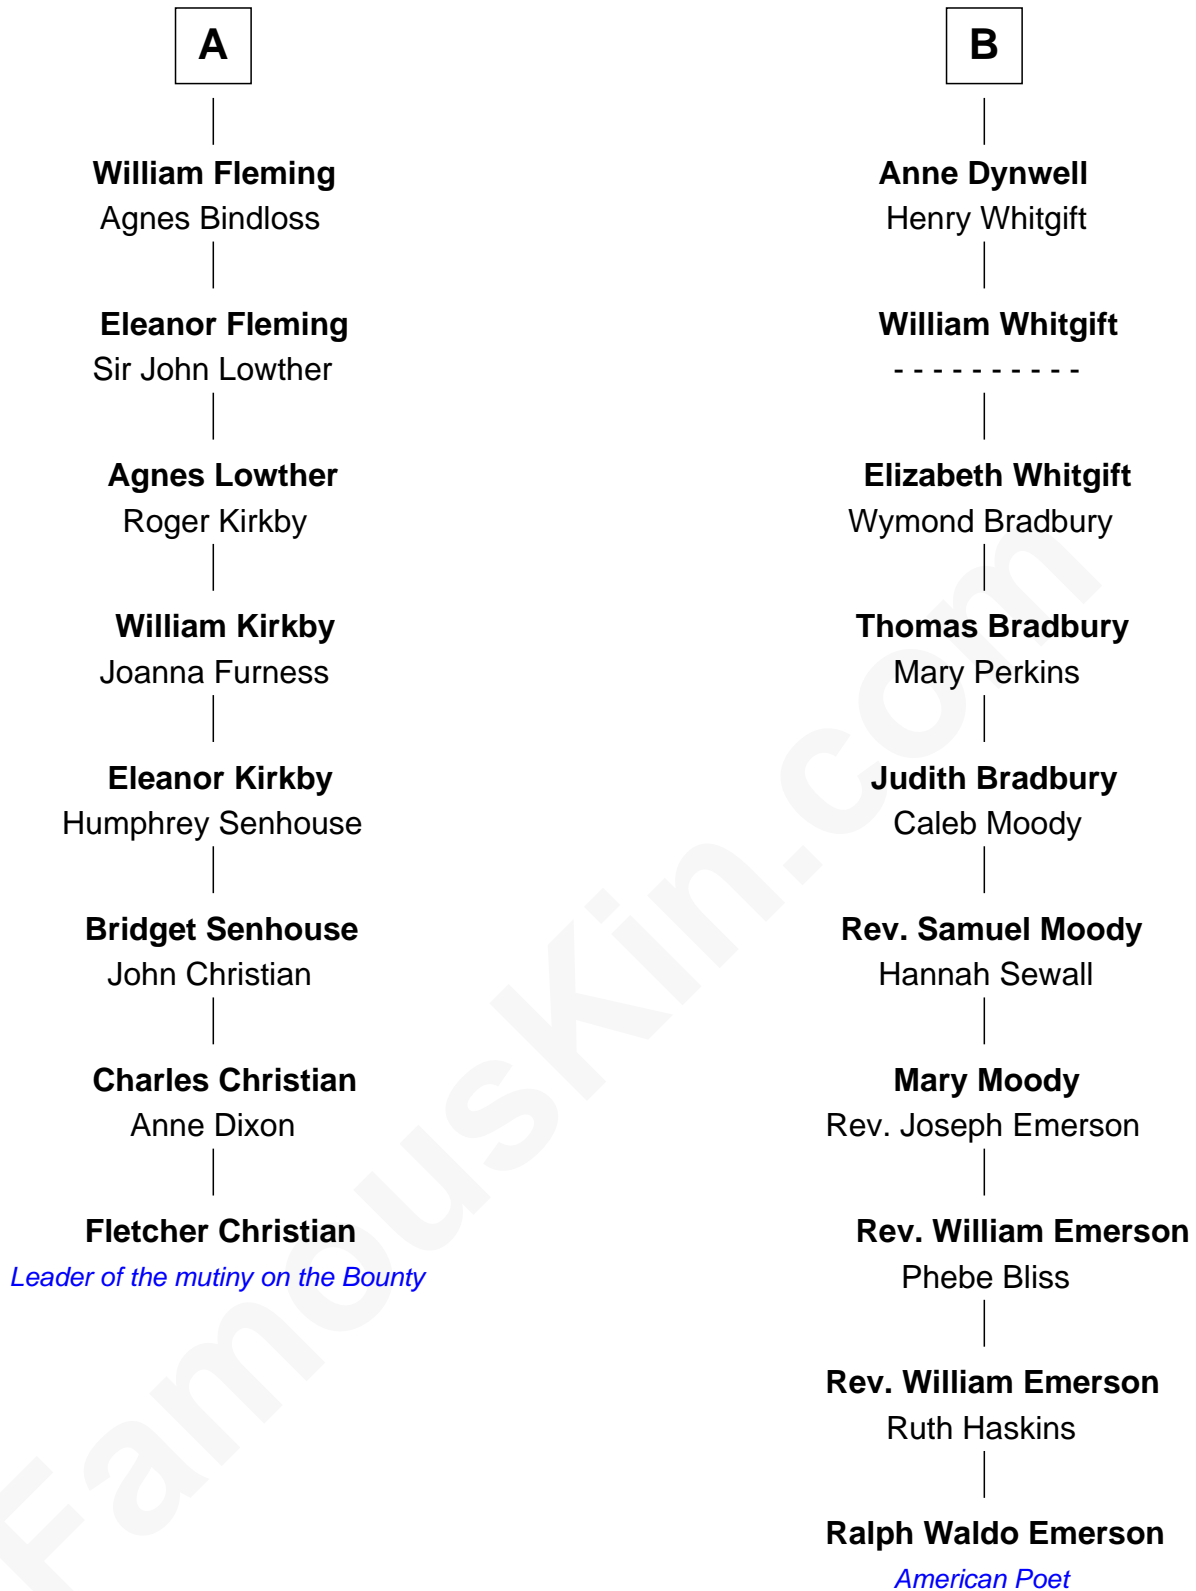 A
William Fleming
Agnes Bindloss
Eleanor Fleming
Sir John Lowther
Agnes Lowther
Roger Kirkby
William Kirkby
Joanna Furness
Eleanor Kirkby
Humphrey Senhouse
Bridget Senhouse
John Christian
Charles Christian
Anne Dixon
Fletcher Christian
Leader of the mutiny on the Bounty
B
Anne Dynwell
Henry Whitgift
William Whitgift
- - - - - - - - - -
Elizabeth Whitgift
Wymond Bradbury
Thomas Bradbury
Mary Perkins
Judith Bradbury
Caleb Moody
Rev. Samuel Moody
Hannah Sewall
Mary Moody
Rev. Joseph Emerson
Rev. William Emerson
Phebe Bliss
Rev. William Emerson
Ruth Haskins
Ralph Waldo Emerson
American Poet
FamousKin.com